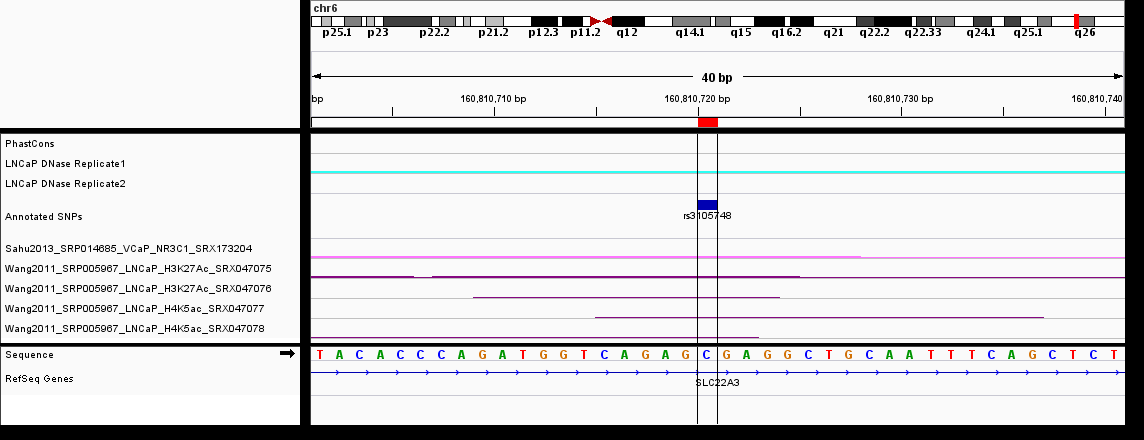 chr6
p25.1 p23 p22.2 p21.2 p12.3 p11.2 q12 q14.1 q15 q16.2 q21 q22.2 q22.33 q24.1 q25.1 q26
40 bp
bp 160,810,710 bp 160,810,720 bp 160,810,730 bp 160,810,740
PhastCons
LNCaP DNase Replicate1
LNCaP DNase Replicate2
Annotated SNPs
rs3105748
Sahu2013_SRP014685_VCaP_NR3C1_SRX173204
Wang2011_SRP005967_LNCaP_H3K27Ac_SRX047075
Wang2011_SRP005967_LNCaP_H3K27Ac_SRX047076
Wang2011_SRP005967_LNCaP_H4K5ac_SRX047077
Wang2011_SRP005967_LNCaP_H4K5ac_SRX047078
Sequence T A C A C C C A G A T G G T C A G A G C G A G G C T G C A A T T T C A G C T C T
RefSeq Genes
SLC22A3